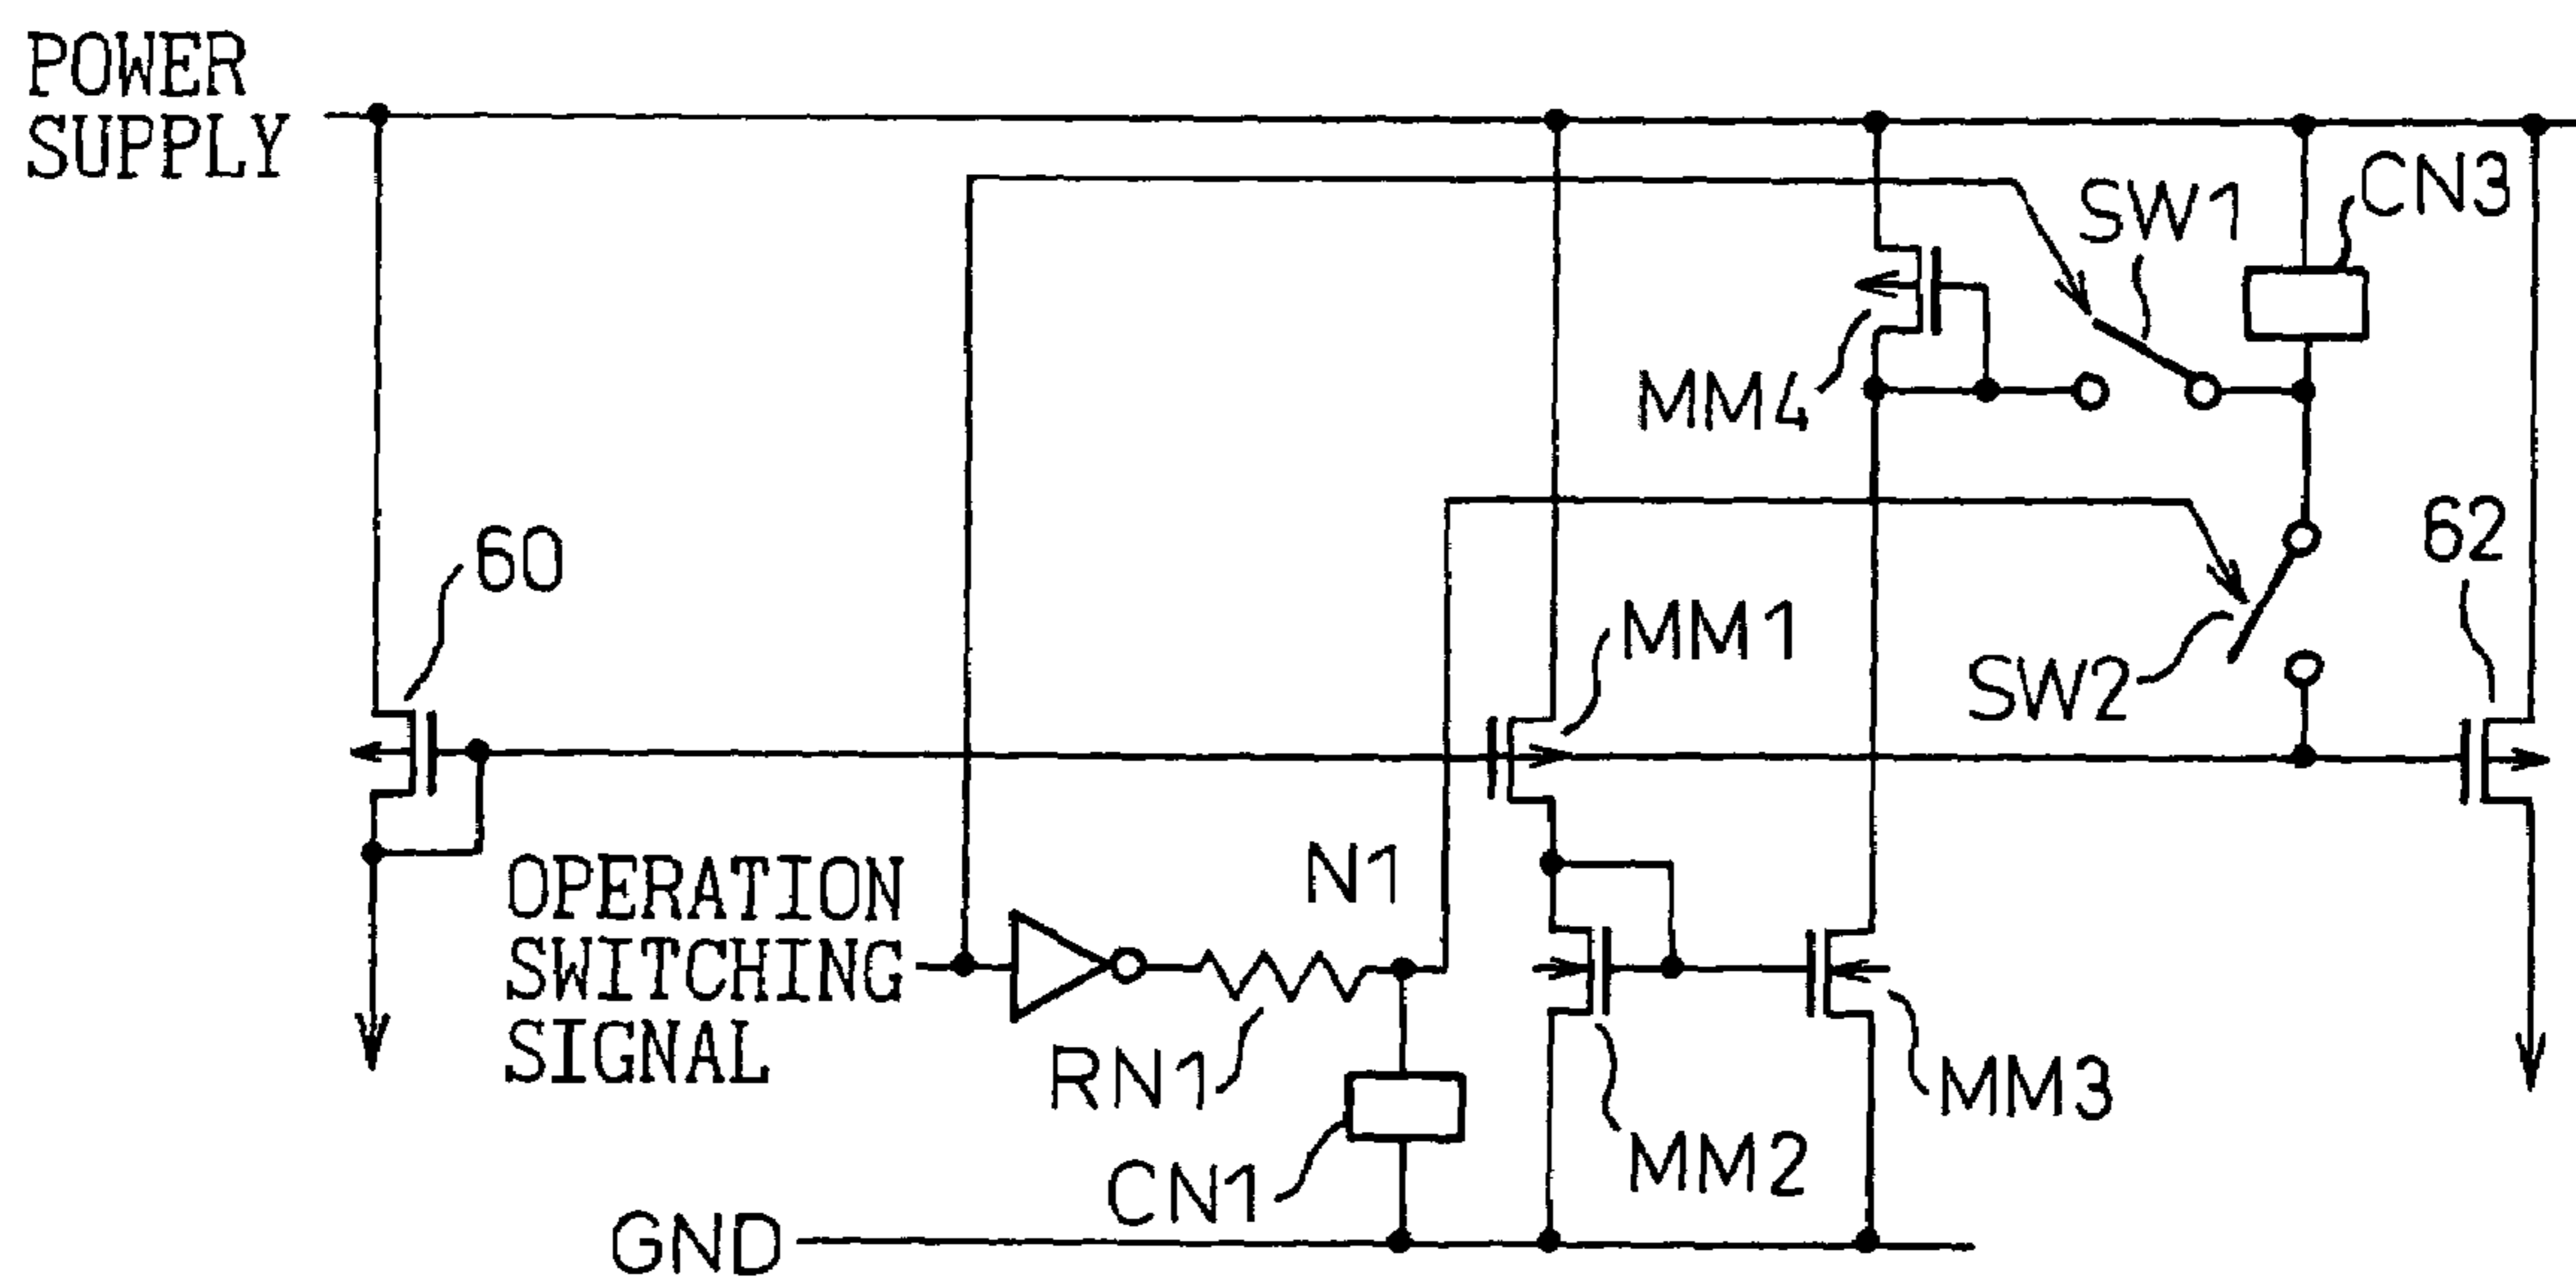 POWER
SUPPLY
CN3
SW1
MM4
60
62
MM1
SW2
N1
OPERATION
SWITCHING
SIGNAL
RN1
MM3
MM2
CN1
GND